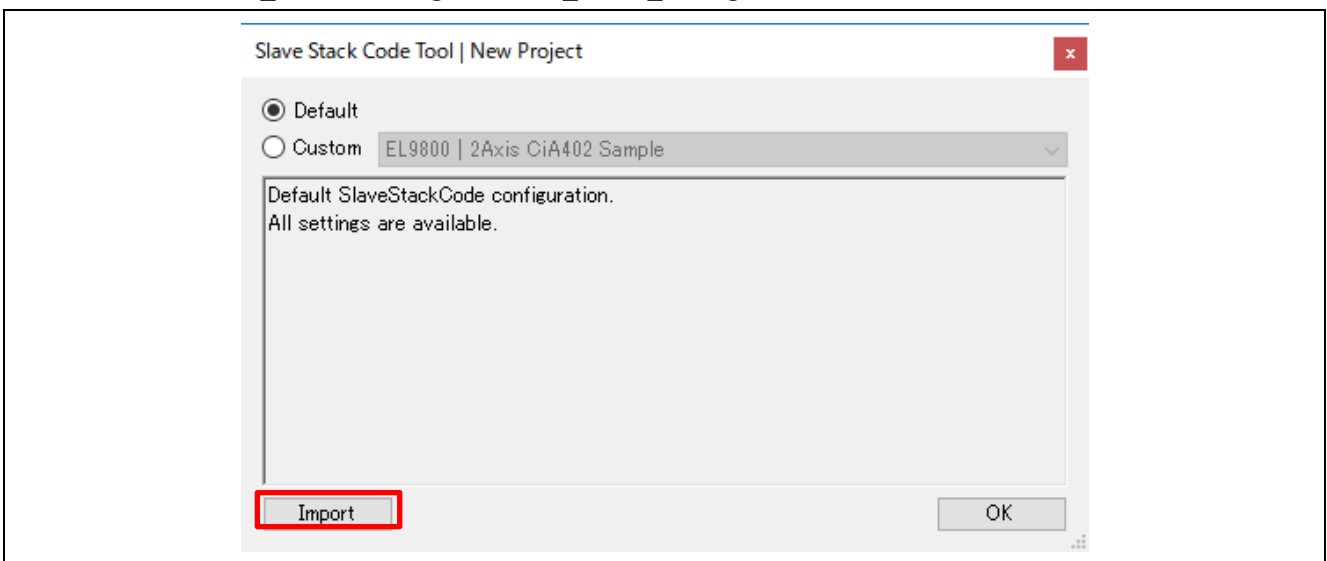 Slave Stack Code Tool | New Project
x
Default
Custom EL9800 | 2Axis CiA402 Sample
Default SlaveStackCode configuration.
All settings are available.
Import
OK